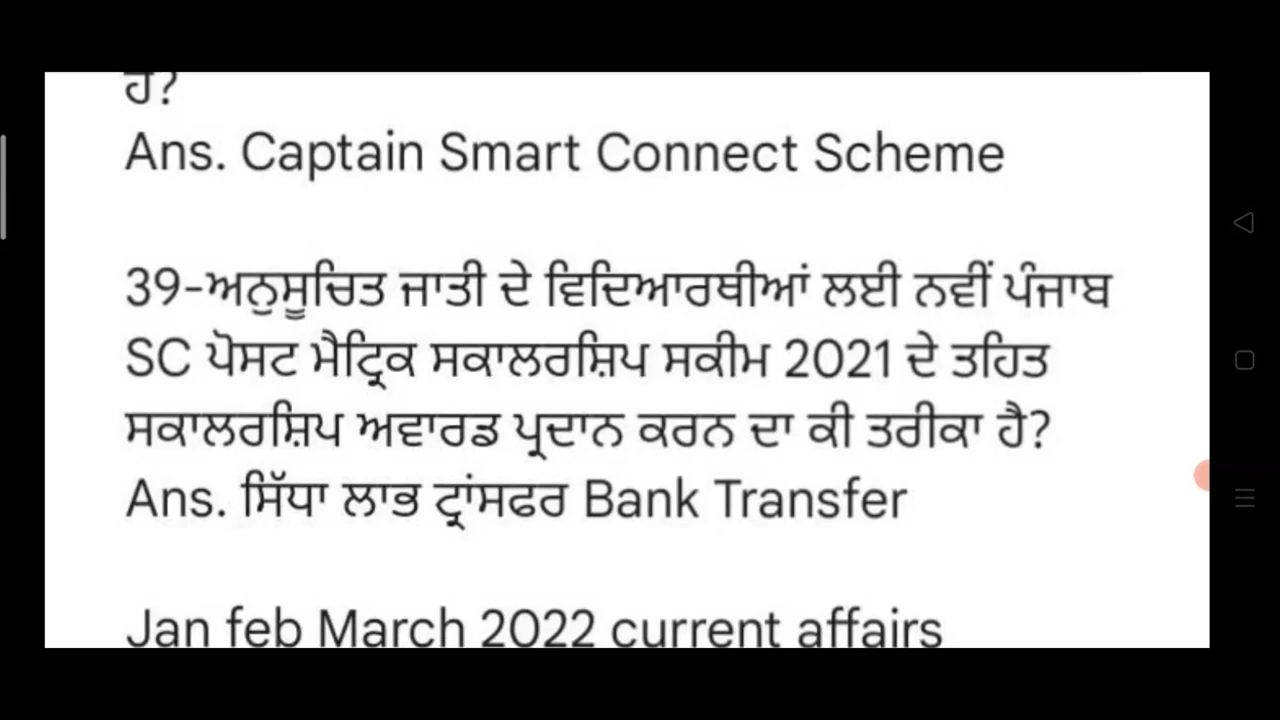 ਹੈ?
Ans. Captain Smart Connect Scheme
39-ਅਨੁਸੂਚਿਤ ਜਾਤੀ ਦੇ ਵਿਦਿਆਰਥੀਆਂ ਲਈ ਨਵੀਂ ਪੰਜਾਬ
SC ਪੋਸਟ ਮੈਟ੍ਰਿਕ ਸਕਾਲਰਸ਼ਿਪ ਸਕੀਮ 2021 ਦੇ ਤਹਿਤ
ਸਕਾਲਰਸ਼ਿਪ ਅਵਾਰਡ ਪ੍ਰਦਾਨ ਕਰਨ ਦਾ ਕੀ ਤਰੀਕਾ ਹੈ?
Ans. ਸਿੱਧਾ ਲਾਭ ਟ੍ਰਾਂਸਫਰ Bank Transfer
Jan feb March 2022 current affairs